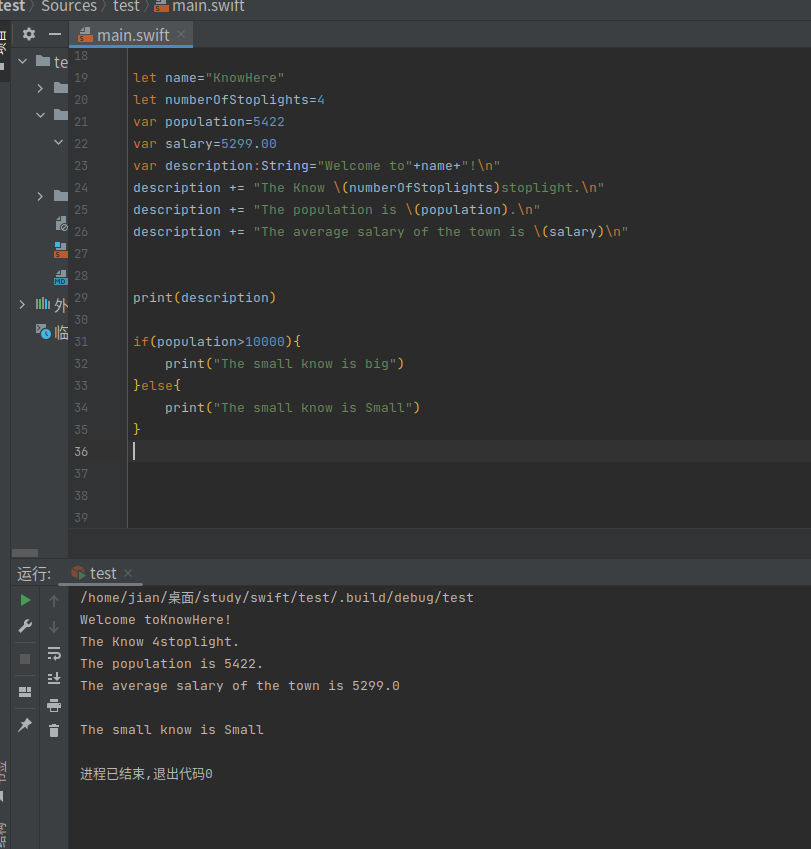 test Sources test main.swift
main.swift
18
19 let name="KnowHere"
20 let numberOfStoplights=4
21 var population=5422
22 var salary=5299.00
23 var description:String="Welcome to"+name+"!\n"
24 description += "The Know \(numberOfStoplights)stoplight.\n"
25 description += "The population is \(population).\n"
26 description += "The average salary of the town is \(salary)\n"
27
28
29 print(description)
30
31 if(population>10000){
32     print("The small know is big")
33 }else{
34     print("The small know is Small")
35 }
36
37
38
39
te
外
临
运行: test
/home/jian/桌面/study/swift/test/.build/debug/test
Welcome toKnowHere!
The Know 4stoplight.
The population is 5422.
The average salary of the town is 5299.0
The small know is Small
进程已结束,退出代码0